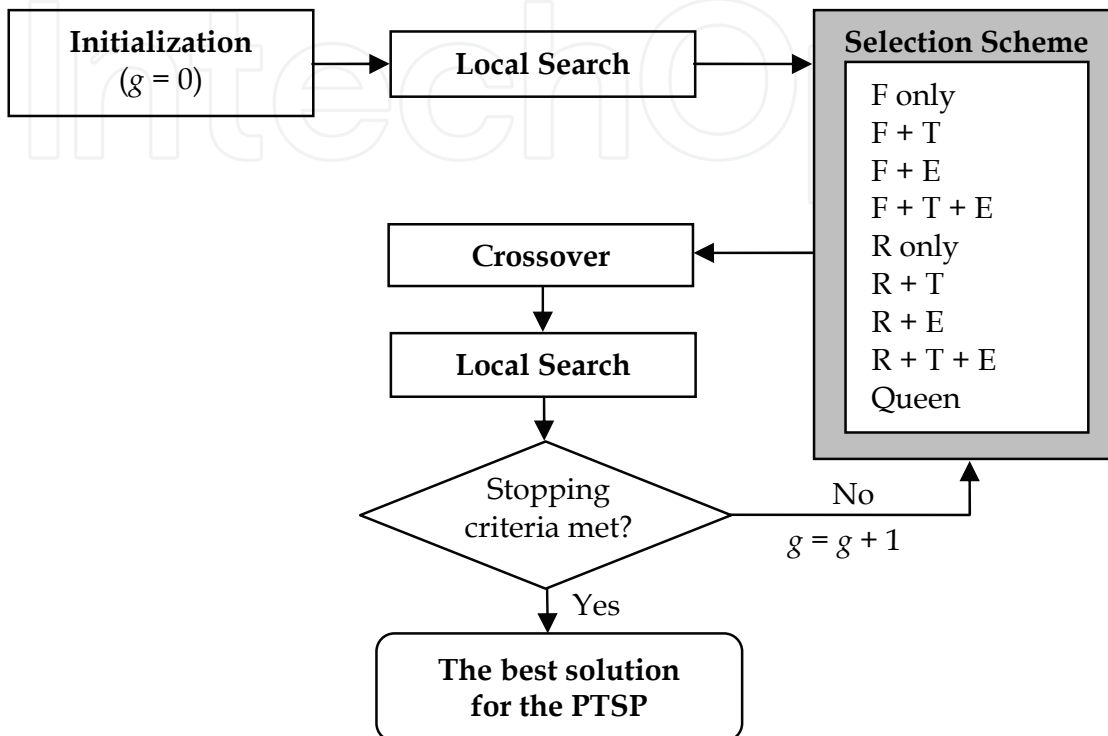 Initialization
(g = 0)
Local Search
Selection Scheme
F only
F + T
F + E
F + T + E
R only
R + T
R + E
R + T + E
Queen
Crossover
Local Search
Stopping
criteria met?
No
g = g + 1
Yes
The best solution
for the PTSP
IntechOp